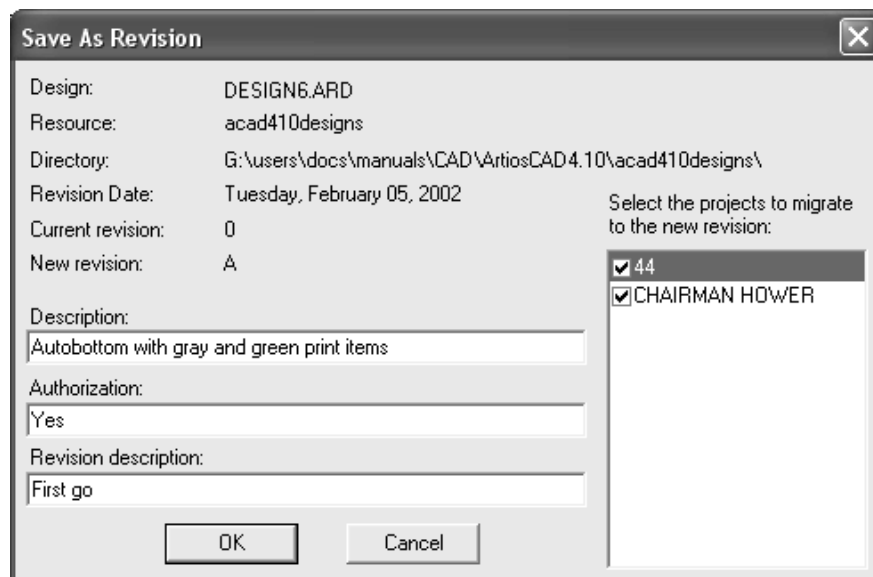 Save As Revision
Design: DESIGN6.ARD
Resource: acad410designs
Directory: G:\users\docs\manuals\CAD\ArtiosCAD4.10\acad410designs\
Revision Date: Tuesday, February 05, 2002
Current revision: 0
New revision: A
Select the projects to migrate
to the new revision:
44
CHAIRMAN HOWER
Description:
Autobottom with gray and green print items
Authorization:
Yes
Revision description:
First go
OK Cancel